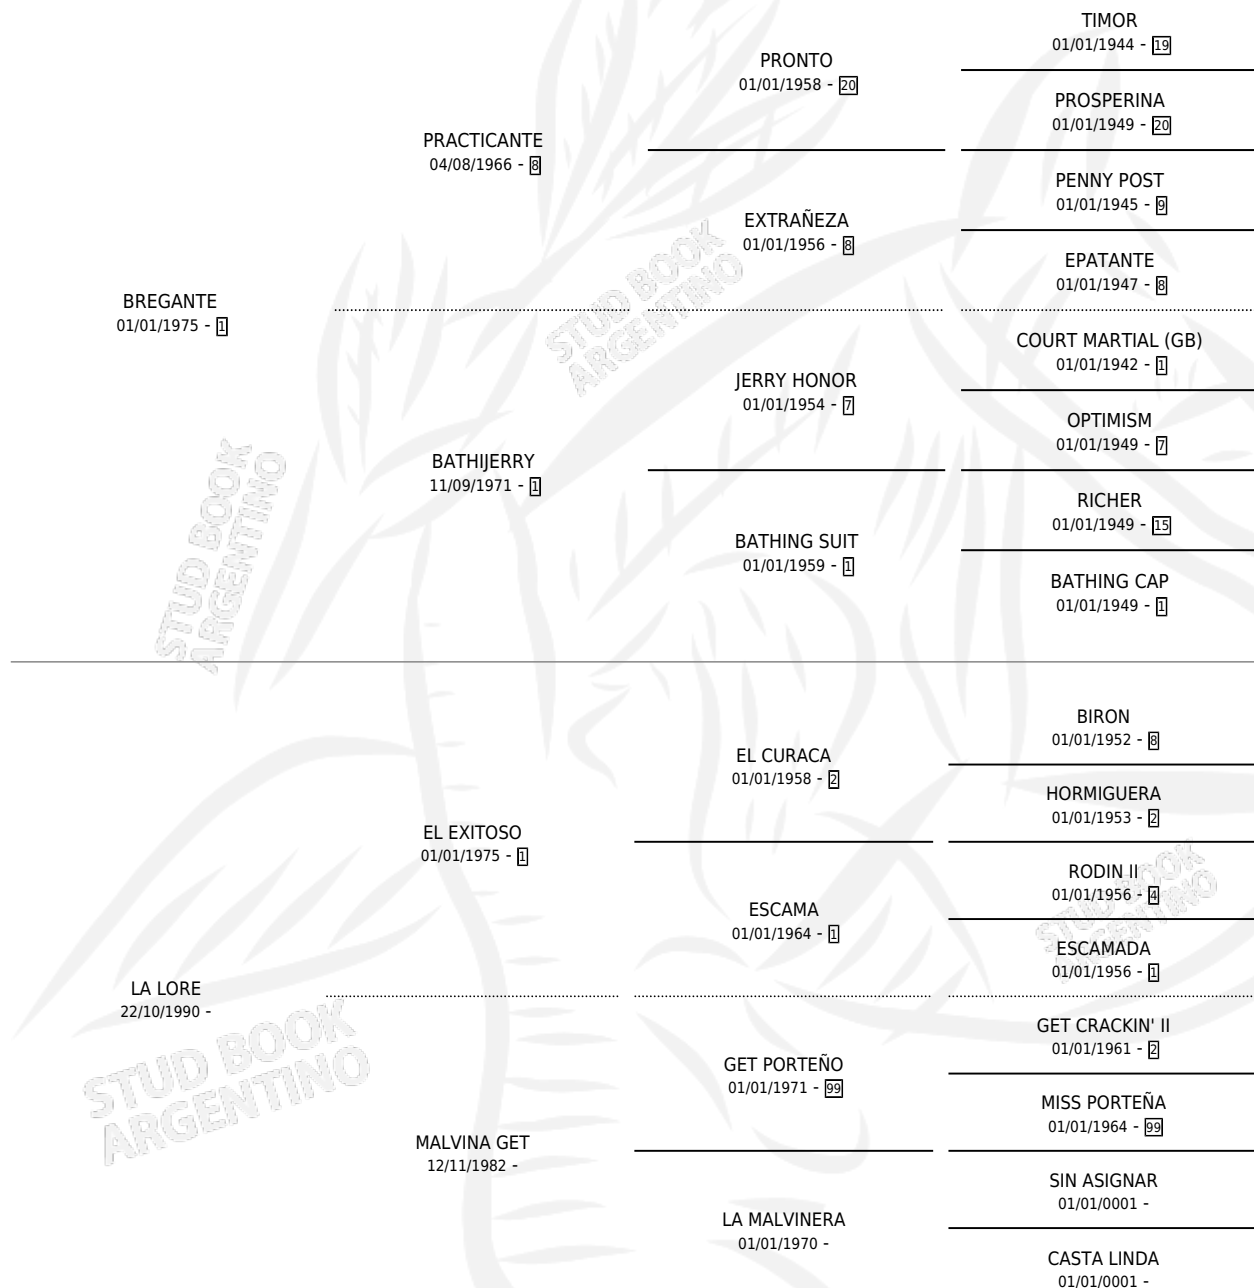 TIMOR
01/01/1944 - 19
PRONTO
01/01/1958 - 20
PROSPERINA
01/01/1949 - 20
PRACTICANTE
04/08/1966 - 8
PENNY POST
01/01/1945 - 9
EXTRAÑEZA
01/01/1956 - 8
EPATANTE
01/01/1947 - 8
BREGANTE
01/01/1975 - 1
COURT MARTIAL (GB)
01/01/1942 - 1
JERRY HONOR
01/01/1954 - 7
OPTIMISM
01/01/1949 - 7
BATHIJERRY
11/09/1971 - 1
RICHER
01/01/1949 - 15
BATHING SUIT
01/01/1959 - 1
BATHING CAP
01/01/1949 - 1
BIRON
01/01/1952 - 8
EL CURACA
01/01/1958 - 2
HORMIGUERA
01/01/1953 - 2
EL EXITOSO
01/01/1975 - 1
RODIN II
01/01/1956 - 4
ESCAMA
01/01/1964 - 1
ESCAMADA
01/01/1956 - 1
LA LORE
22/10/1990 -
GET CRACKIN' II
01/01/1961 - 2
GET PORTEÑO
01/01/1971 - 99
MISS PORTEÑA
01/01/1964 - 99
MALVINA GET
12/11/1982 -
SIN ASIGNAR
01/01/0001 -
LA MALVINERA
01/01/1970 -
CASTA LINDA
01/01/0001 -
STUD BOOK
ARGENTINO
STUD BOOK
ARGENTINO
STUD BOOK
ARGENTINO
STUD BOOK
ARGENTINO